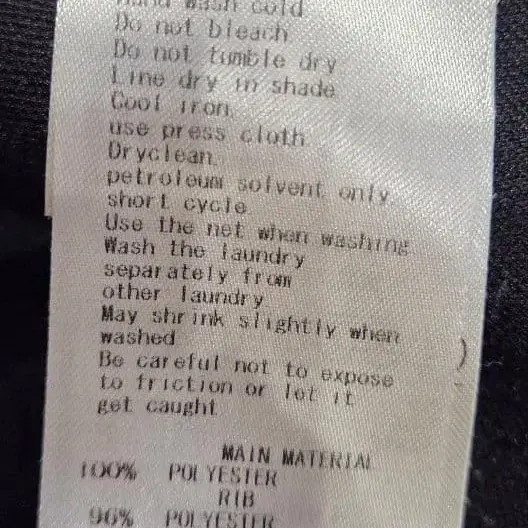 Hand wash cold
Do not bleach
Do not tumble dry
Line dry in shade
Cool iron
use press cloth
Dryclean
petroleum solvent only
short cycle
Use the net when washing
Wash the laundry
separately from
other laundry
May shrink slightly when
washed
Be careful not to expose
to friction or let it
get caught
MAIN MATERIAL
100% POLYESTER
RIB
96% POLYESTER